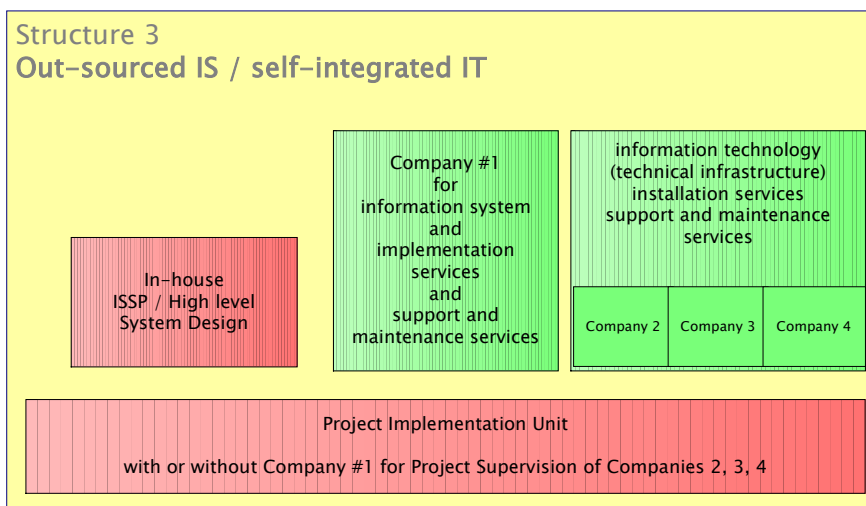 Structure 3
Out-sourced IS / self-integrated IT
In-house
ISSP / High level
System Design
Company #1
for
information system
and
implementation
services
and
support and
maintenance services
information technology
(technical infrastructure)
installation services
support and maintenance
services
Company 2
Company 3
Company 4
Project Implementation Unit
with or without Company #1 for Project Supervision of Companies 2, 3, 4